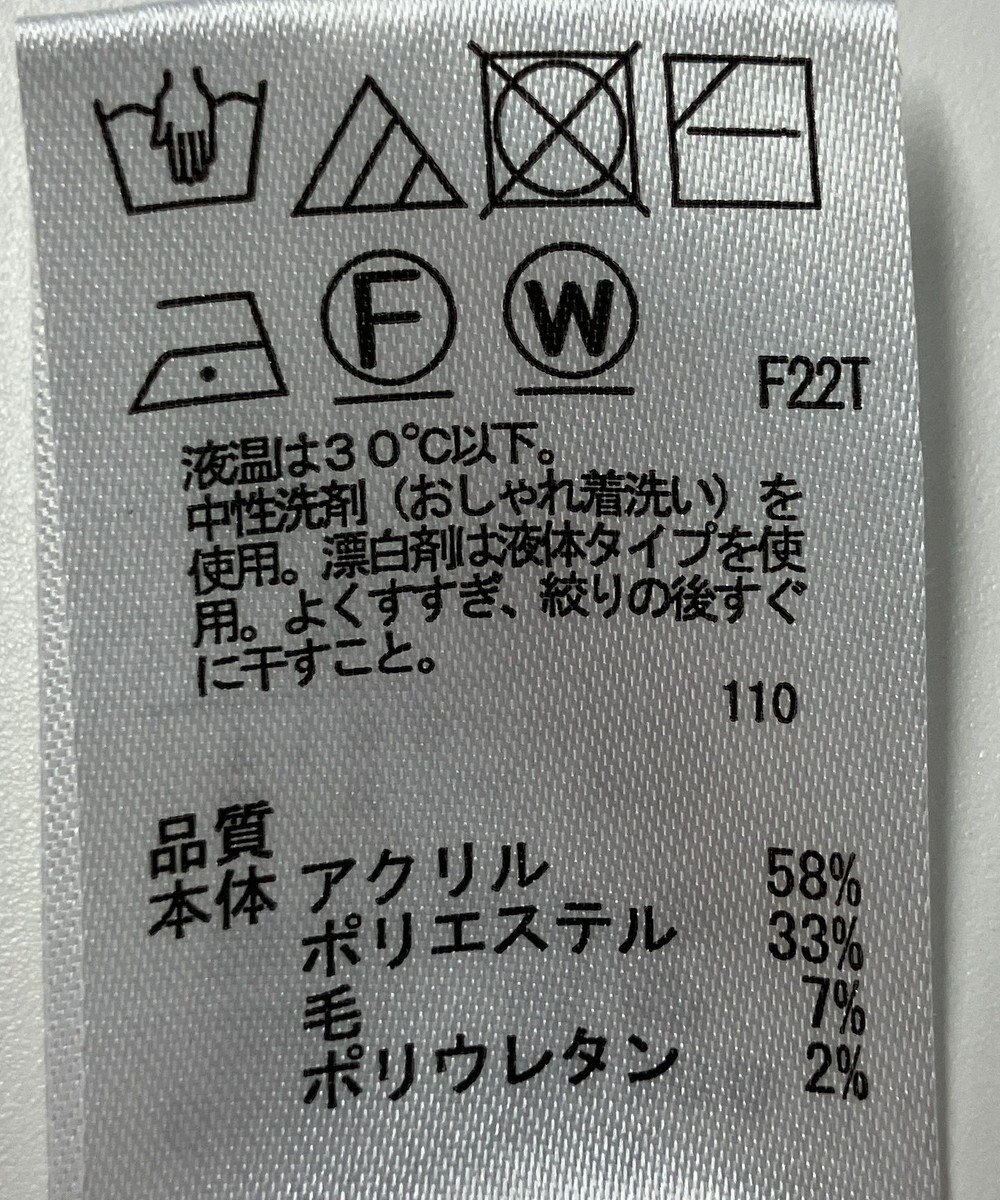 F
W
F22T
液温は30℃以下。
中性洗剤(おしゃれ着洗い)を
使用。漂白剤は液体タイプを使
用。よくすすぎ、絞りの後すぐ
に干すこと。
110
品質
本体 アクリル 58%
ポリエステル 33%
毛 7%
ポリウレタン 2%